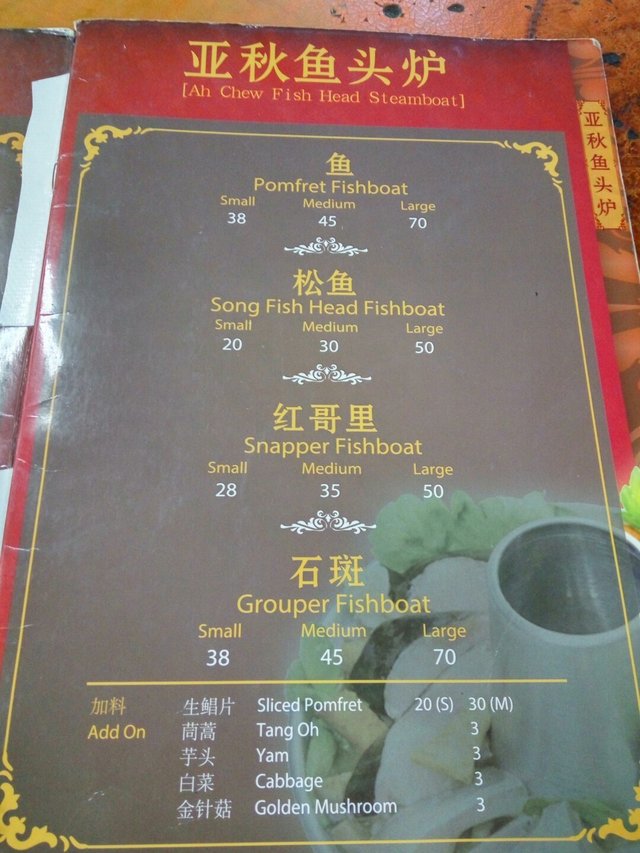 亚秋鱼头炉
[Ah Chew Fish Head Steamboat]
亚秋鱼头炉
鱼
Pomfret Fishboat
Small Medium Large
38 45 70
松鱼
Song Fish Head Fishboat
Small Medium Large
20 30 50
红哥里
Snapper Fishboat
Small Medium Large
28 35 50
石斑
Grouper Fishboat
Small Medium Large
38 45 70
加料 生鲳片 Sliced Pomfret 20 (S) 30 (M)
Add On 茼蒿 Tang Oh 3
芋头 Yam 3
白菜 Cabbage 3
金针菇 Golden Mushroom 3